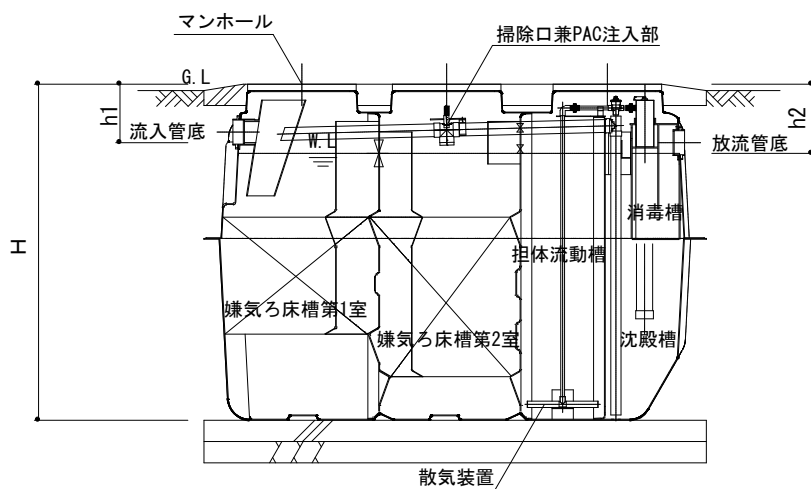 マンホール
掃除口兼PAC注入部
G.L
h1
h2
流入管底
W.L
放流管底
消毒槽
H
担体流動槽
嫌気ろ床槽第1室
嫌気ろ床槽第2室
沈殿槽
散気装置